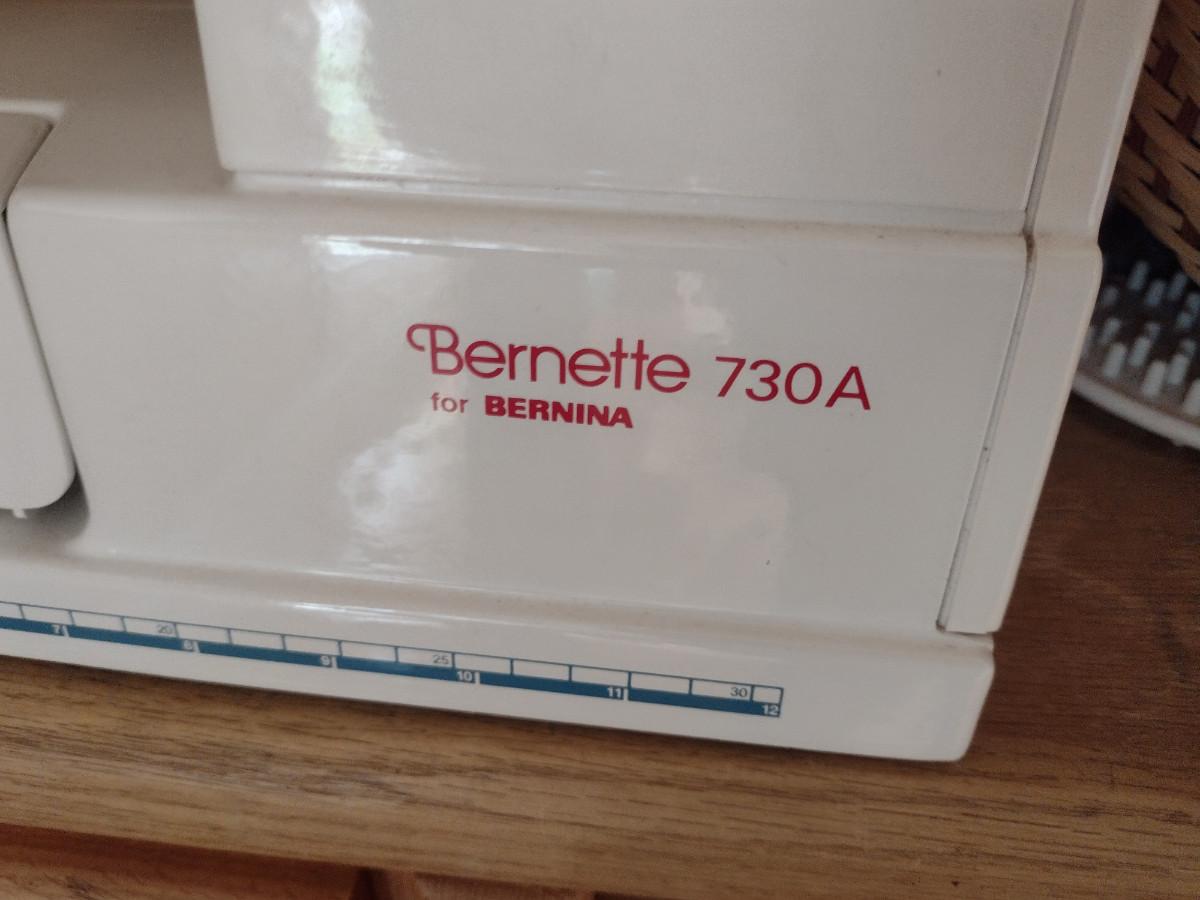 Bernette 730A
for BERNINA
20 25 30
7 8 9 10 11 12